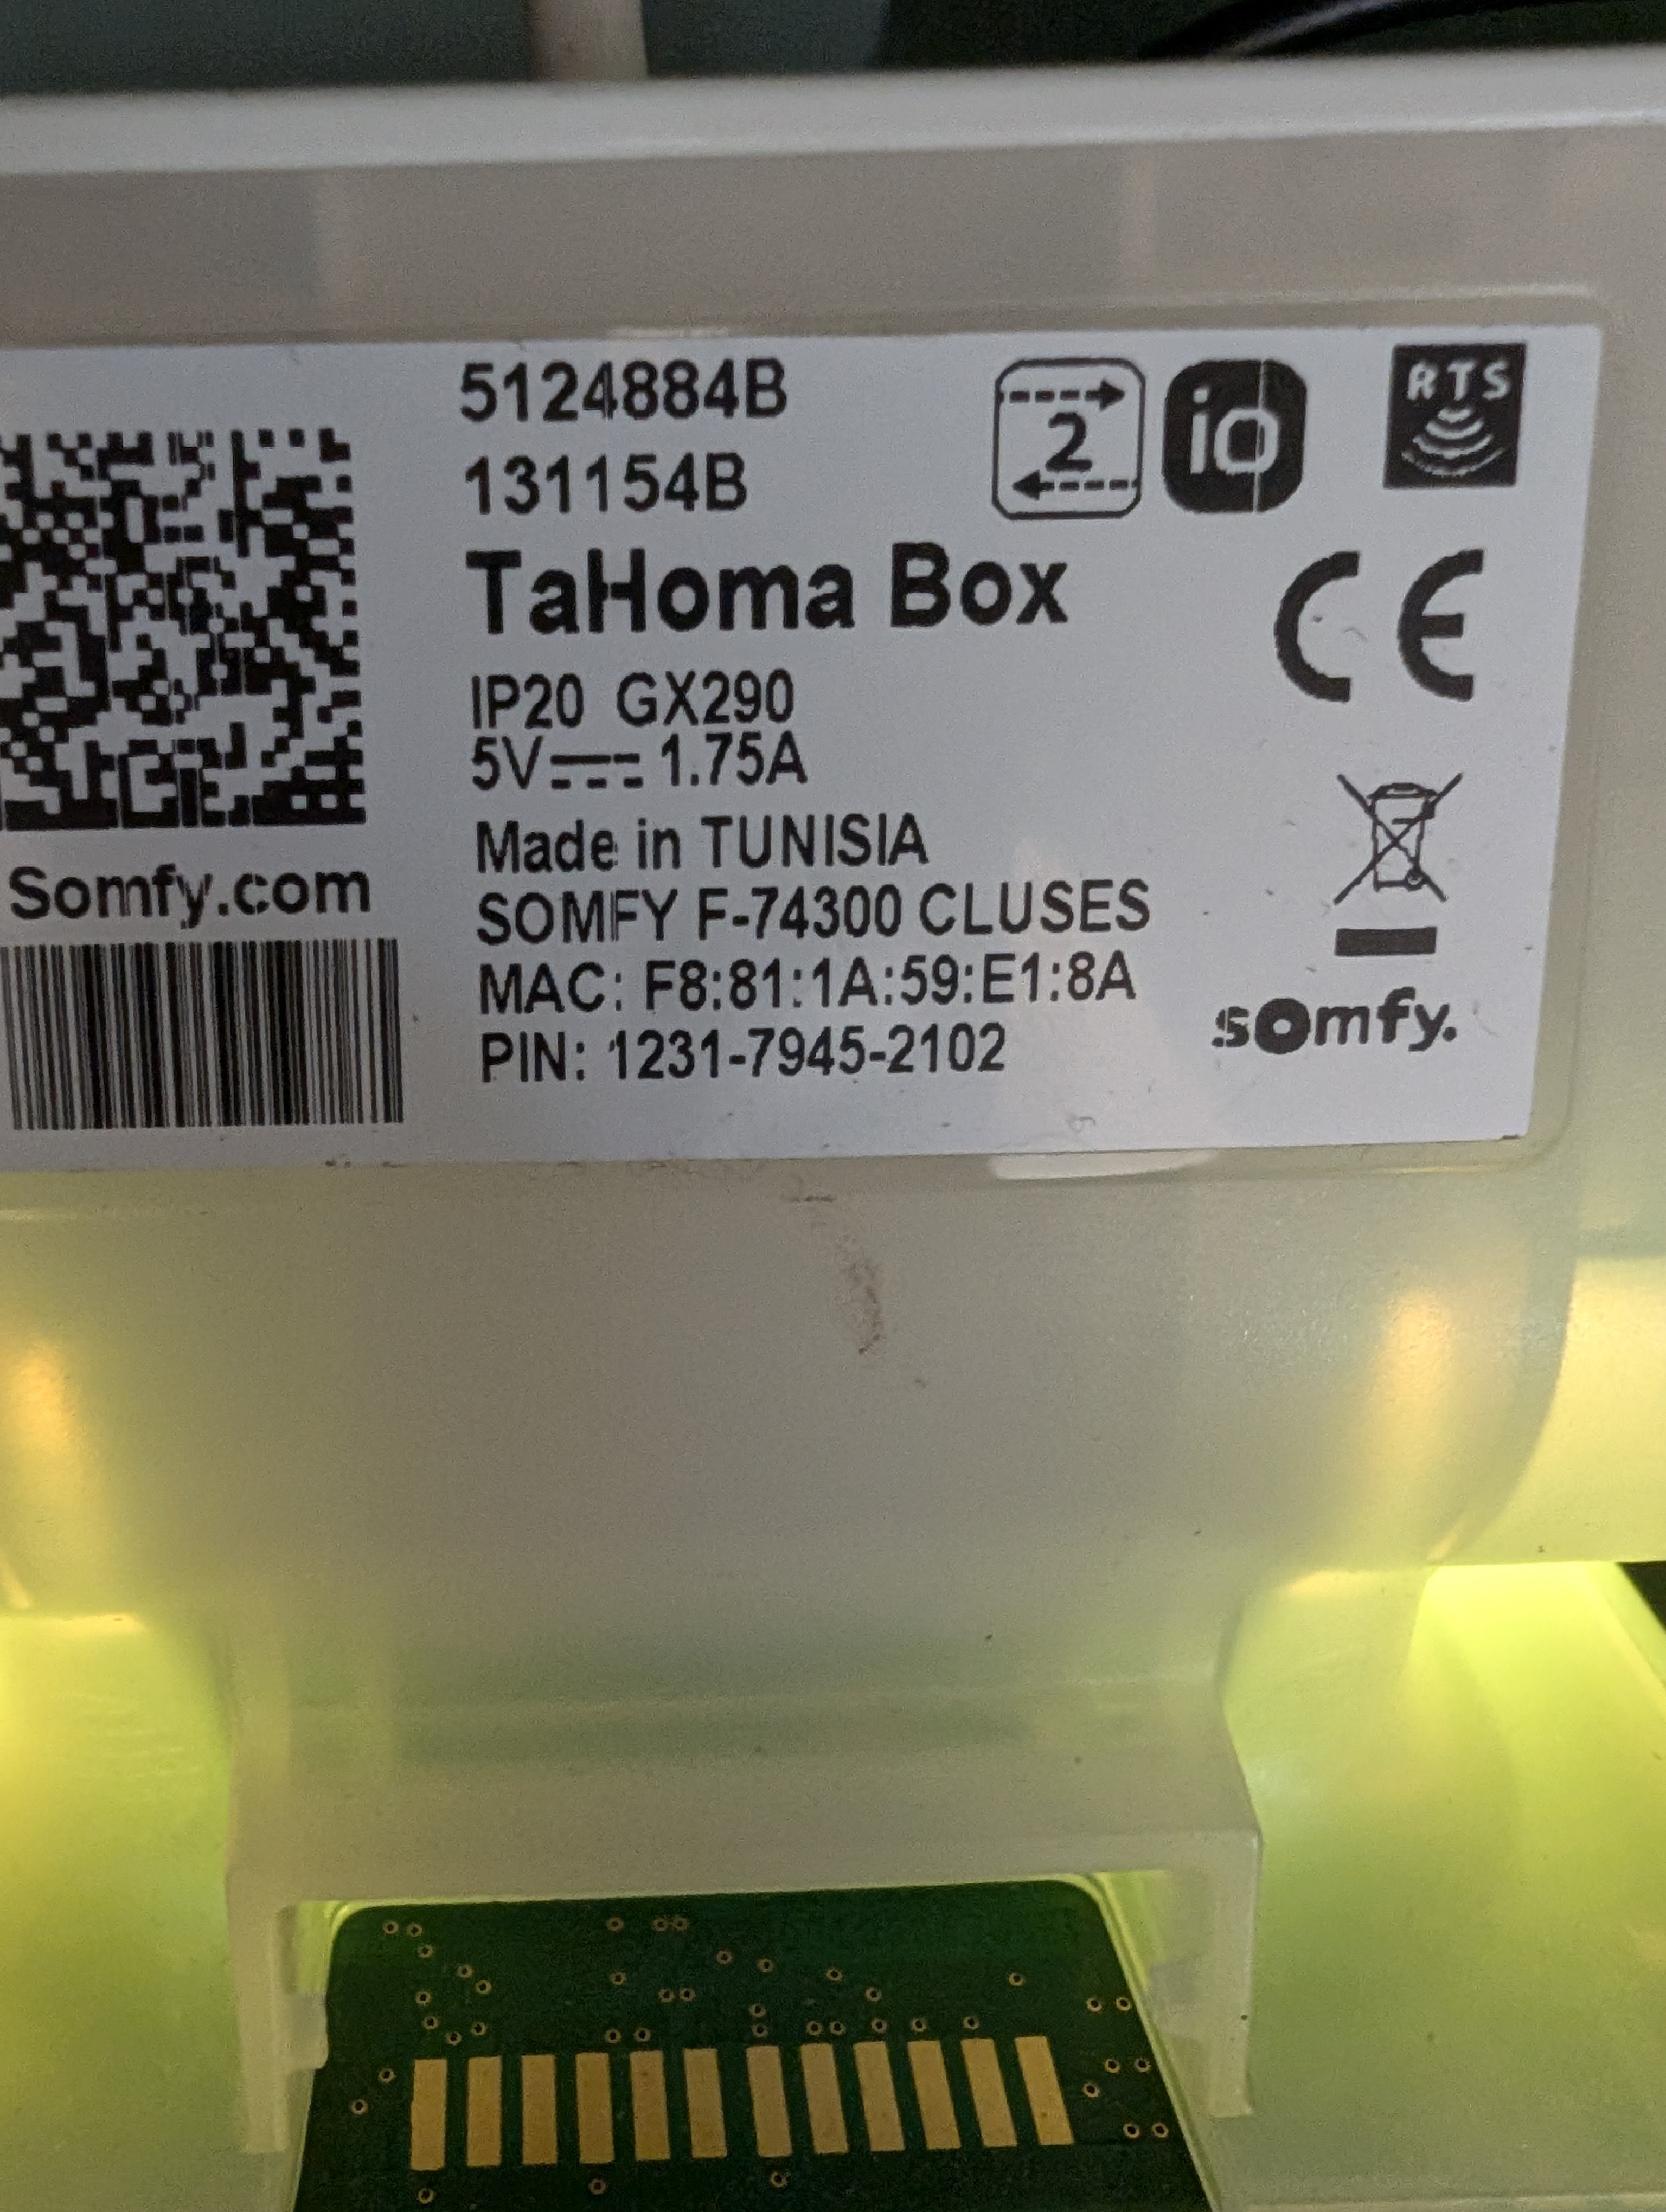 5124884B
131154B
2
io
RTS
TaHoma Box
CE
IP20 GX290
5V 1.75A
Made in TUNISIA
Somfy.com
SOMFY F-74300 CLUSES
MAC: F8:81:1A:59:E1:8A
PIN: 1231-7945-2102
somfy.